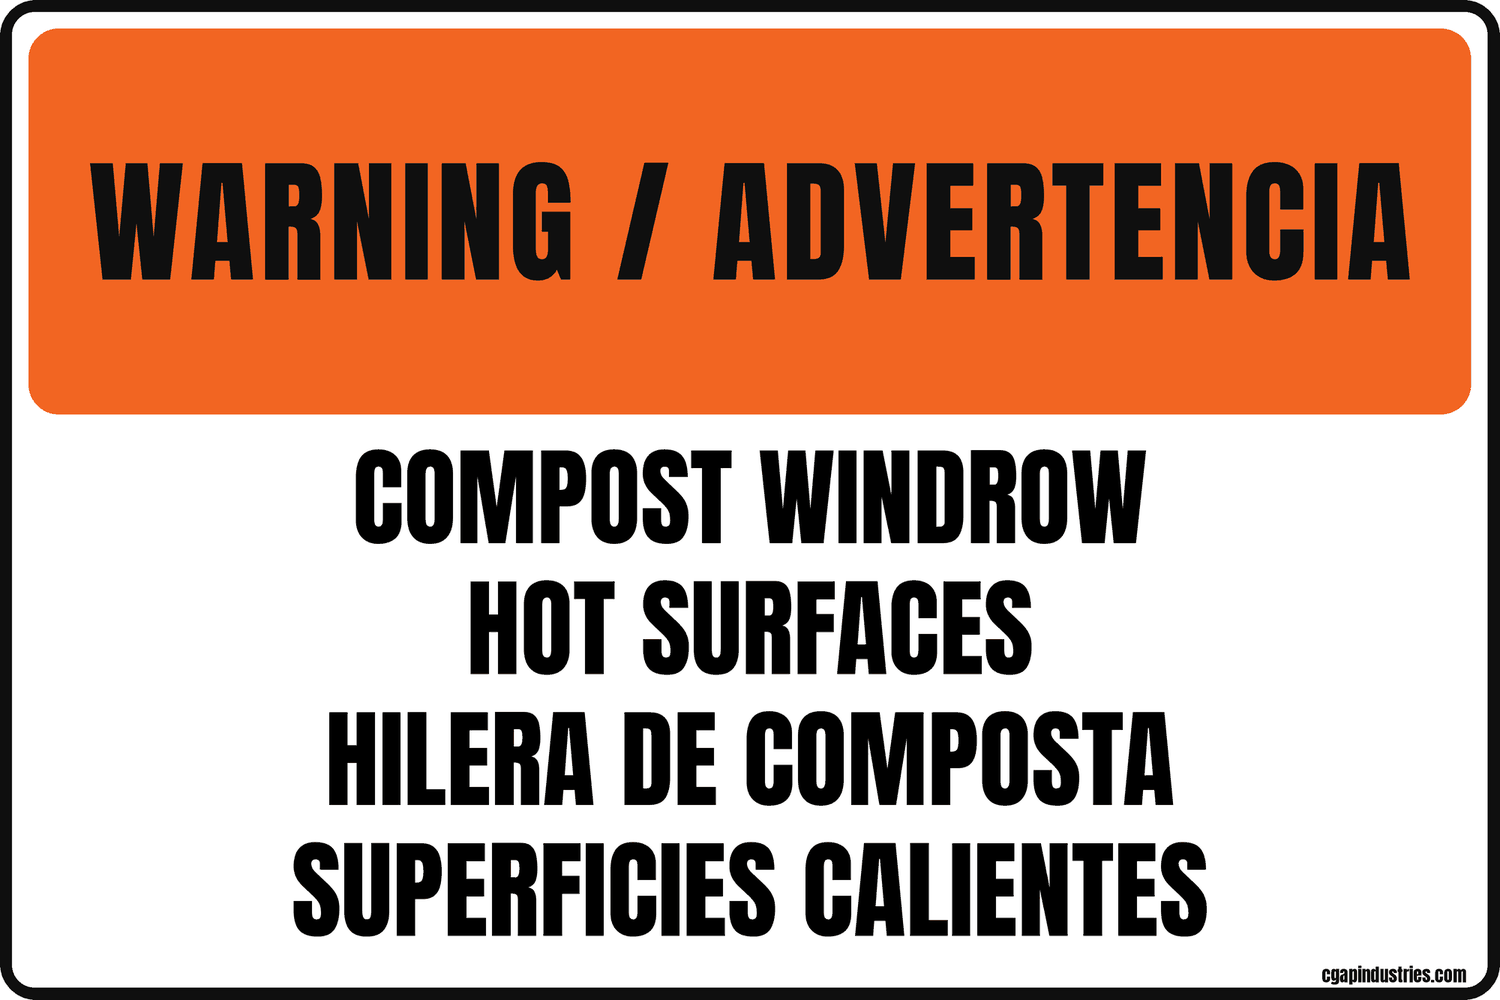 WARNING / ADVERTENCIA
COMPOST WINDROW
HOT SURFACES
HILERA DE COMPOSTA
SUPERFICIES CALIENTES
cgapindustries.com